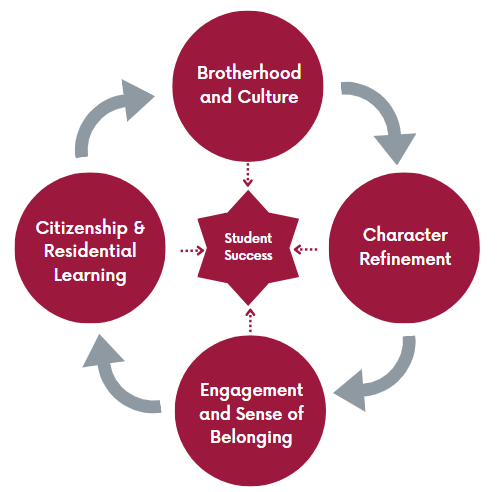 Brotherhood
and Culture
Citizenship &
Residential
Learning
Student
Success
Character
Refinement
Engagement
and Sense of
Belonging